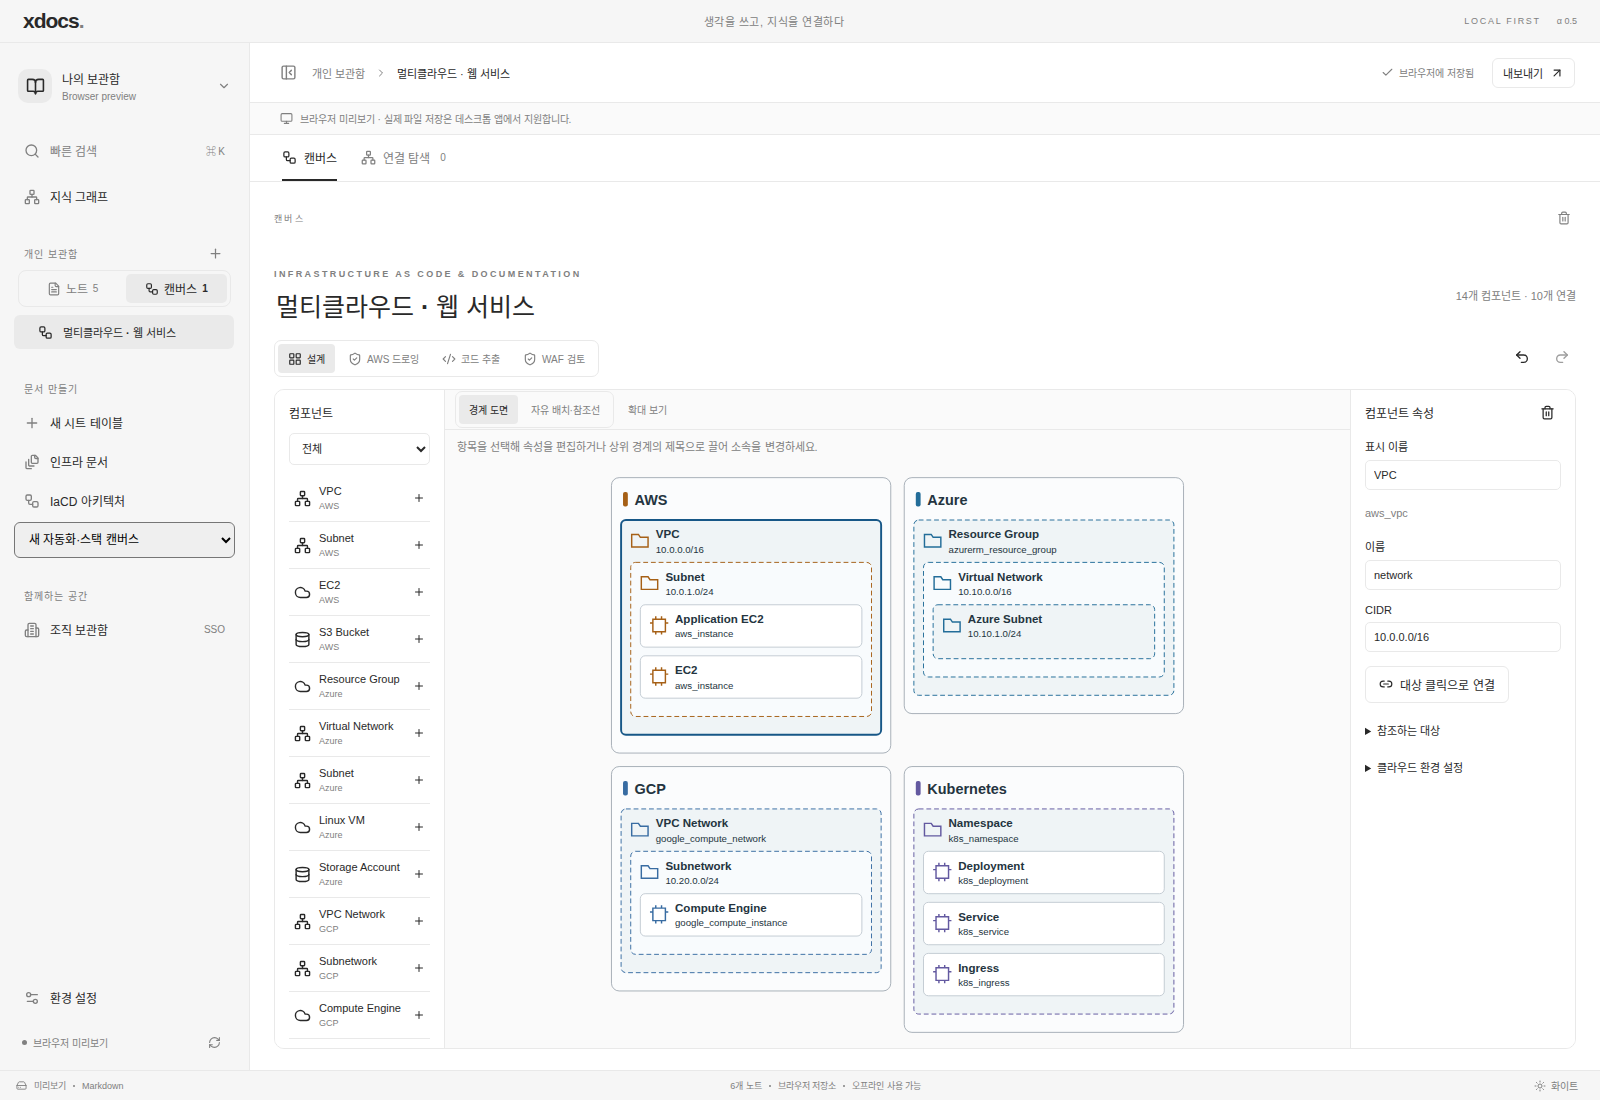 xdocs.
생각을 쓰고, 지식을 연결하다
LOCAL FIRST
α 0.5
나의 보관함
Browser preview
빠른 검색
⌘ K
지식 그래프
개인 보관함
노트 5
캔버스 1
멀티클라우드 · 웹 서비스
문서 만들기
새 시트 테이블
인프라 문서
IaCD 아키텍처
새 자동화·스택 캔버스
함께하는 공간
조직 보관함
SSO
환경 설정
브라우저 미리보기
개인 보관함
멀티클라우드 · 웹 서비스
브라우저에 저장됨
내보내기
브라우저 미리보기 · 실제 파일 저장은 데스크톱 앱에서 지원합니다.
캔버스
연결 탐색 0
캔버스
INFRASTRUCTURE AS CODE & DOCUMENTATION
멀티클라우드 · 웹 서비스
14개 컴포넌트 · 10개 연결
설계
AWS 드로잉
코드 추출
WAF 검토
컴포넌트
전체
VPC
AWS
Subnet
AWS
EC2
AWS
S3 Bucket
AWS
Resource Group
Azure
Virtual Network
Azure
Subnet
Azure
Linux VM
Azure
Storage Account
Azure
VPC Network
GCP
Subnetwork
GCP
Compute Engine
GCP
경계 도면
자유 배치·참조선
확대 보기
항목을 선택해 속성을 편집하거나 상위 경계의 제목으로 끌어 소속을 변경하세요.
AWS
VPC
10.0.0.0/16
Subnet
10.0.1.0/24
Application EC2
aws_instance
EC2
aws_instance
Azure
Resource Group
azurerm_resource_group
Virtual Network
10.10.0.0/16
Azure Subnet
10.10.1.0/24
GCP
VPC Network
google_compute_network
Subnetwork
10.20.0.0/24
Compute Engine
google_compute_instance
Kubernetes
Namespace
k8s_namespace
Deployment
k8s_deployment
Service
k8s_service
Ingress
k8s_ingress
컴포넌트 속성
표시 이름
VPC
aws_vpc
이름
network
CIDR
10.0.0.0/16
대상 클릭으로 연결
참조하는 대상
클라우드 환경 설정
미리보기 · Markdown
6개 노트 · 브라우저 저장소 · 오프라인 사용 가능
화이트